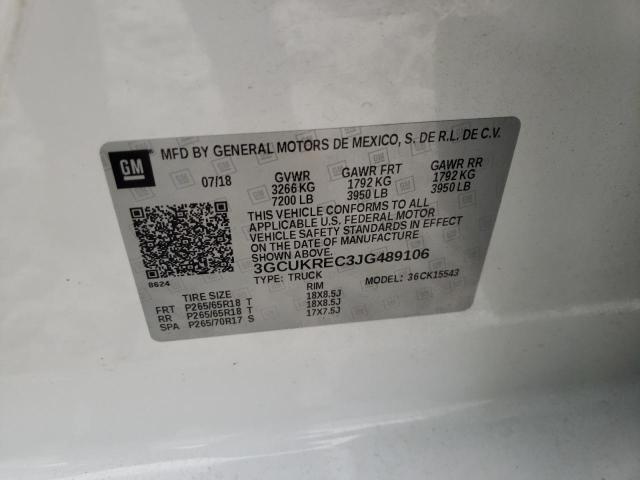 GM MFD BY GENERAL MOTORS DE MEXICO, S. DE R.L. DE C.V.
07/18 GVWR GAWR FRT GAWR RR
3266 KG 1792 KG 1792 KG
7200 LB 3950 LB 3950 LB
THIS VEHICLE CONFORMS TO ALL
APPLICABLE U.S. FEDERAL MOTOR
VEHICLE SAFETY STANDARDS IN EFFECT
ON THE DATE OF MANUFACTURE
SHOWN ABOVE.
3GCUKREC3JG489106
8624 TYPE: TRUCK MODEL: 36CK15543
TIRE SIZE RIM
FRT P265/65R18 T 18X8.5J
RR P265/65R18 T 18X8.5J
SPA P265/70R17 S 17X7.5J